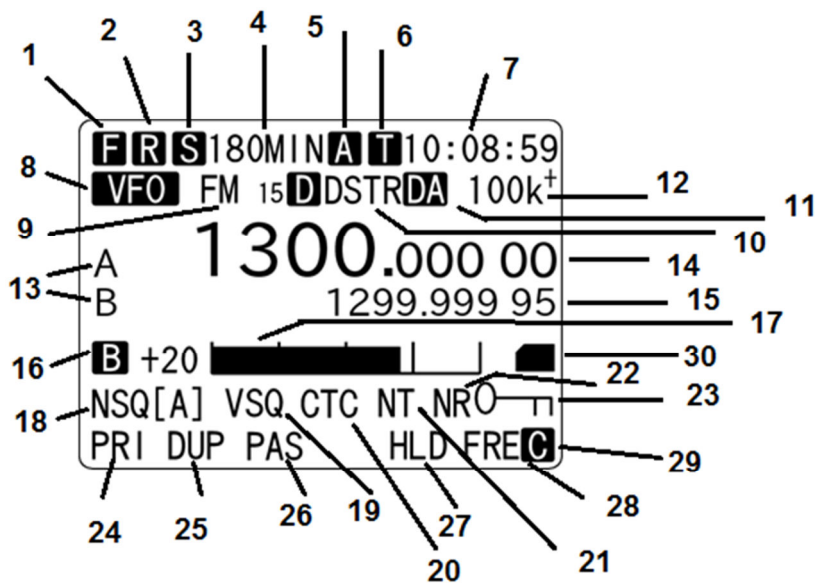 1 2 3 4 5 6 7
F R S 180MIN A T 10:08:59
8 VFO FM 15 D DSTR DA 100k+ 12
9 11
10
A 1300.000 00 14
13 B 1299.999 95 15
17
16 B +20 30
22
18 NSQ[A] VSQ CTC NT NR 23
PRI DUP PAS HLD FRE C 29
24 25 26 19 27 28
20 21